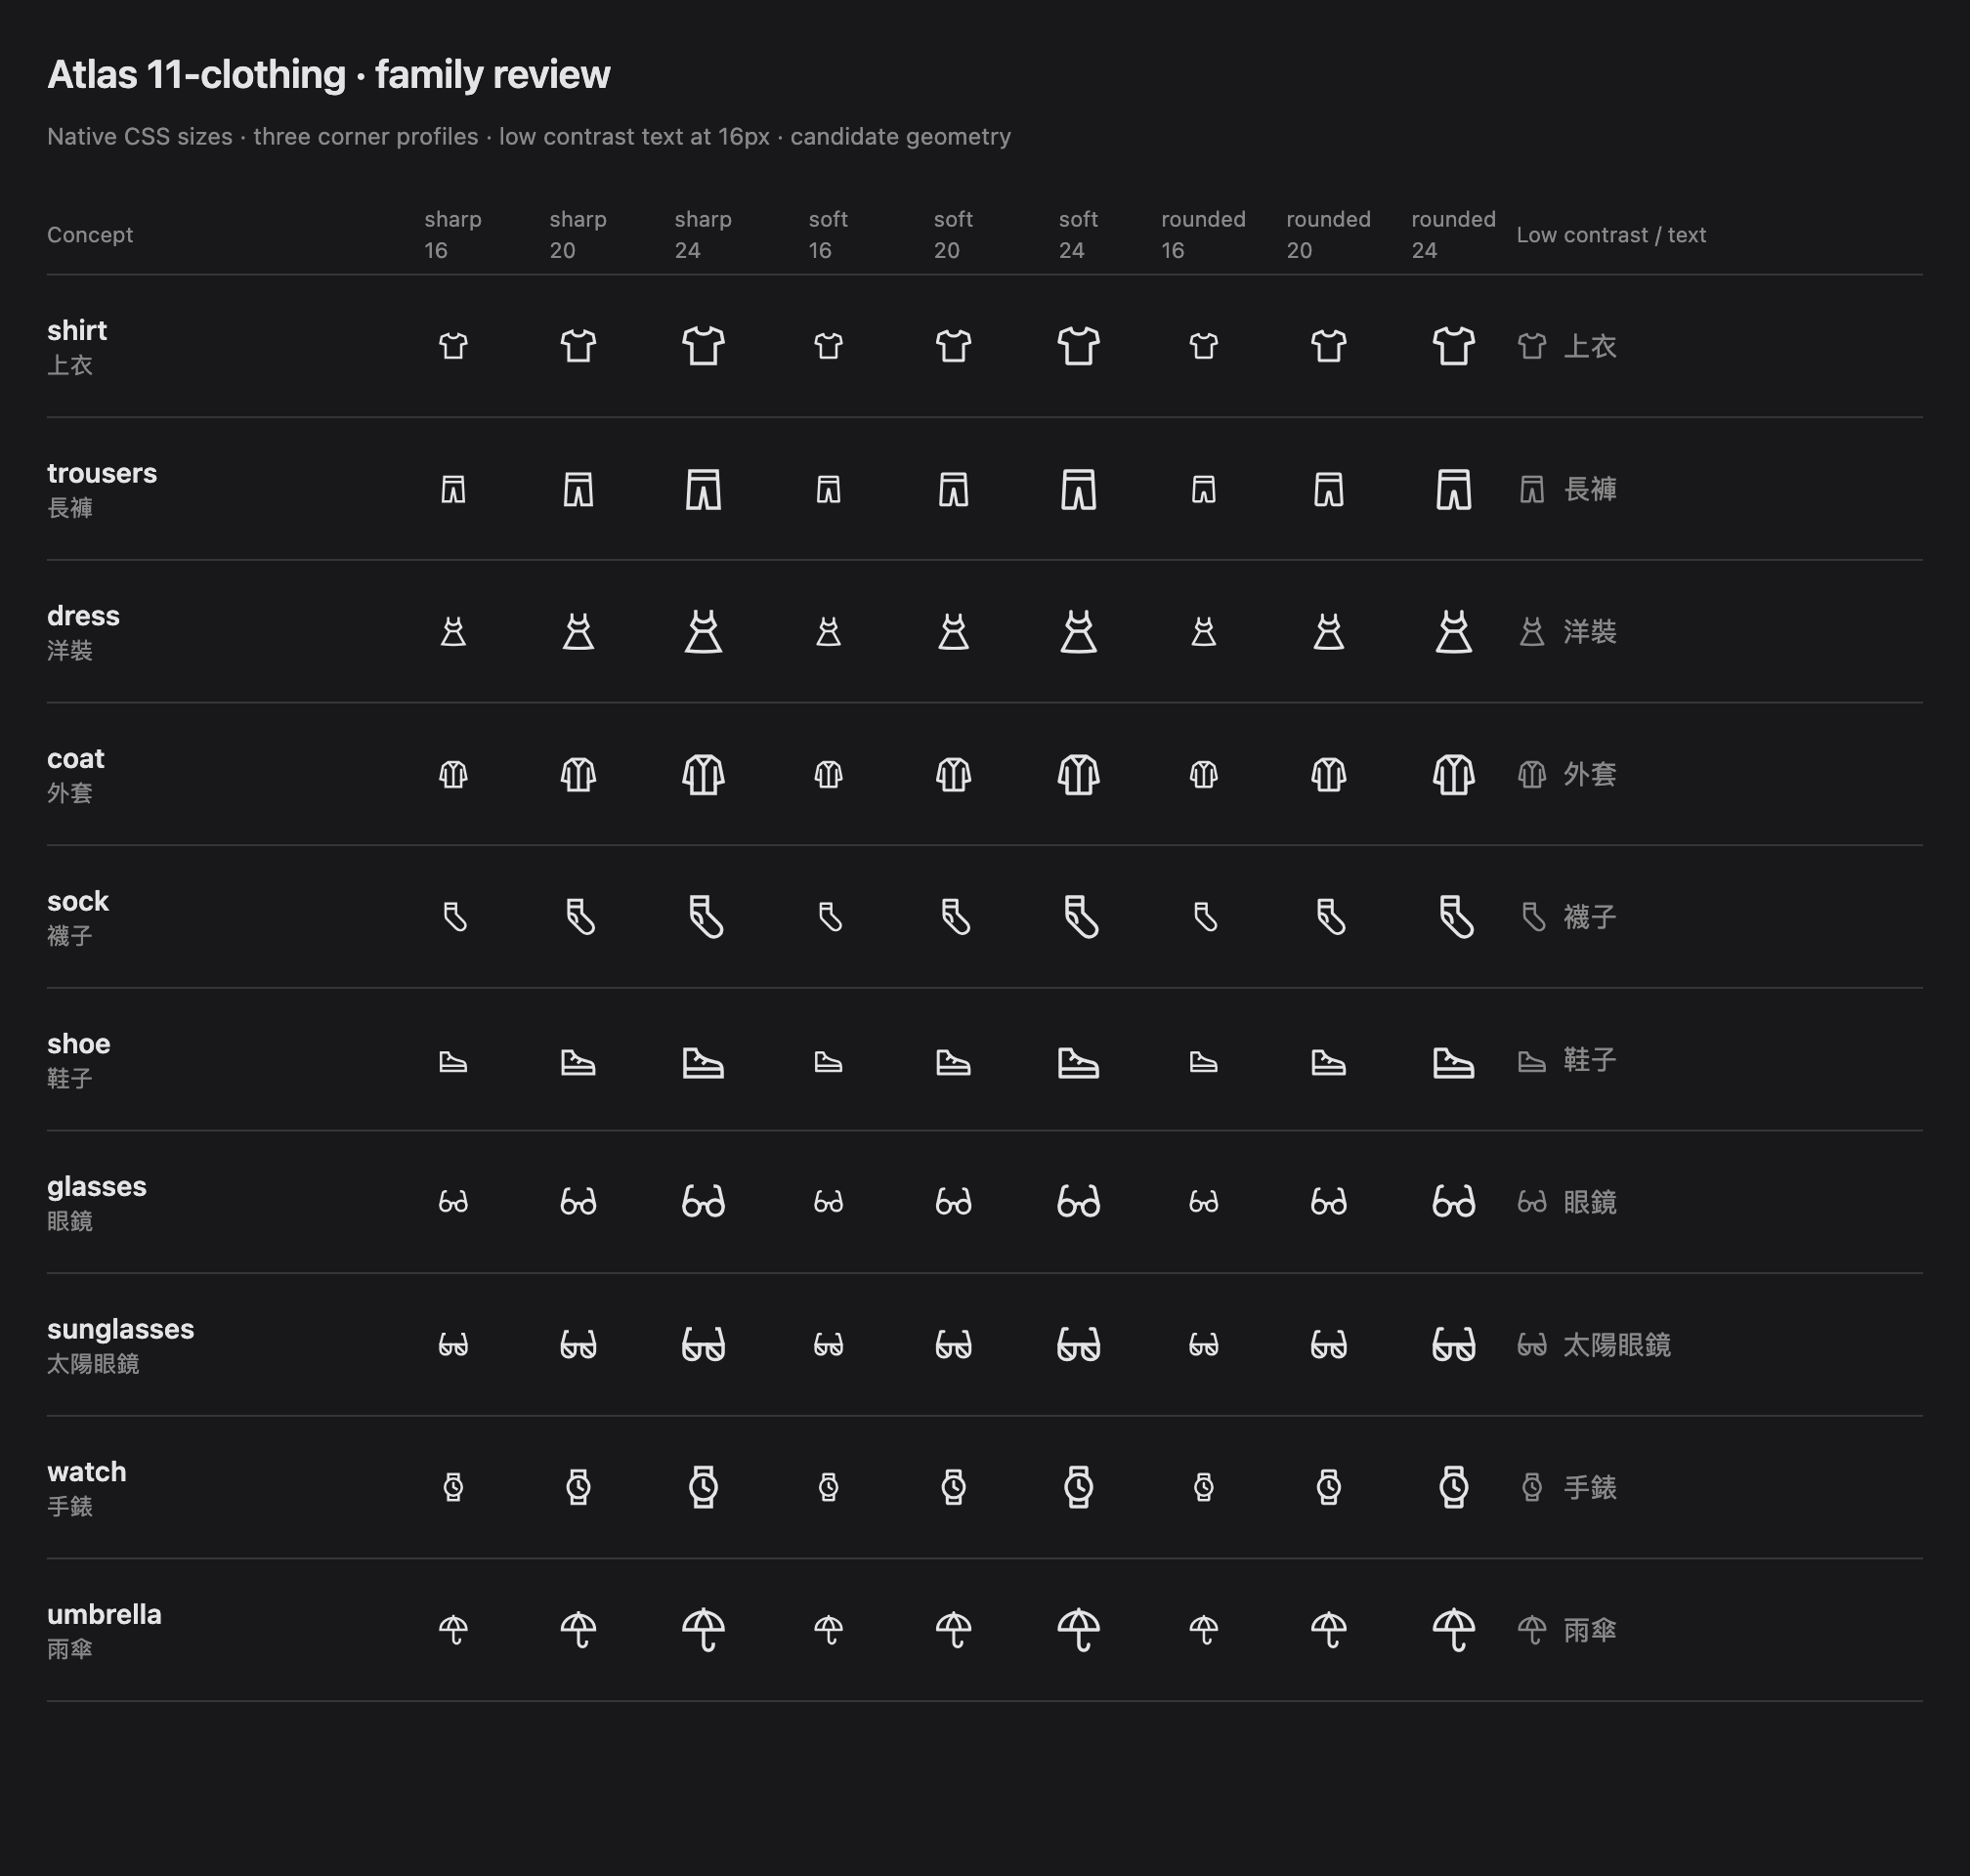 Atlas 11-clothing · family review
Native CSS sizes · three corner profiles · low contrast text at 16px · candidate geometry
Concept
sharp 16
sharp 20
sharp 24
soft 16
soft 20
soft 24
rounded 16
rounded 20
rounded 24
Low contrast / text
shirt
上衣
上衣
trousers
長褲
長褲
dress
洋裝
洋裝
coat
外套
外套
sock
襪子
襪子
shoe
鞋子
鞋子
glasses
眼鏡
眼鏡
sunglasses
太陽眼鏡
太陽眼鏡
watch
手錶
手錶
umbrella
雨傘
雨傘